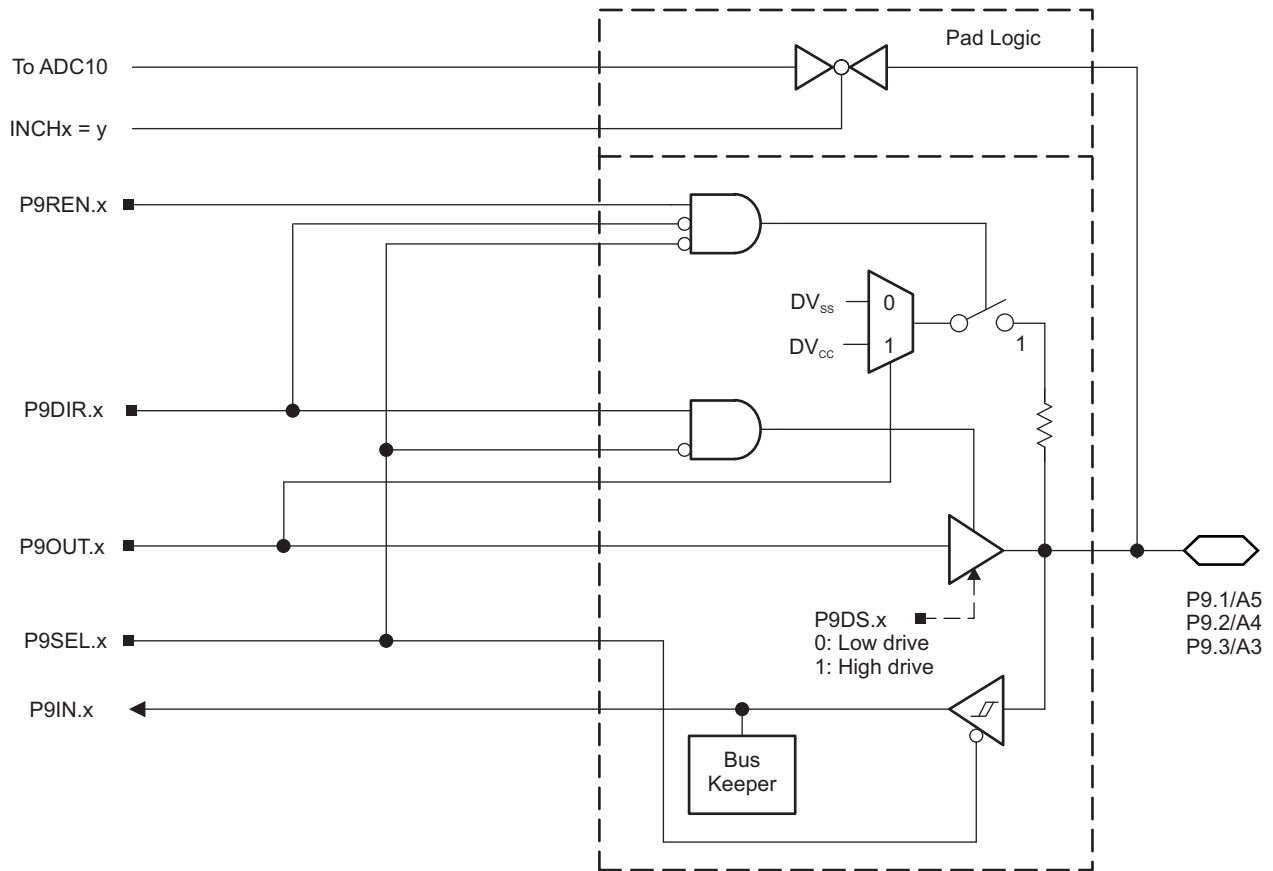 Pad Logic
To ADC10
INCHx = y
P9REN.x
DVSS
0
DVCC
1
1
P9DIR.x
P9OUT.x
P9.1/A5
P9.2/A4
P9.3/A3
P9SEL.x
P9DS.x
0: Low drive
1: High drive
P9IN.x
Bus
Keeper